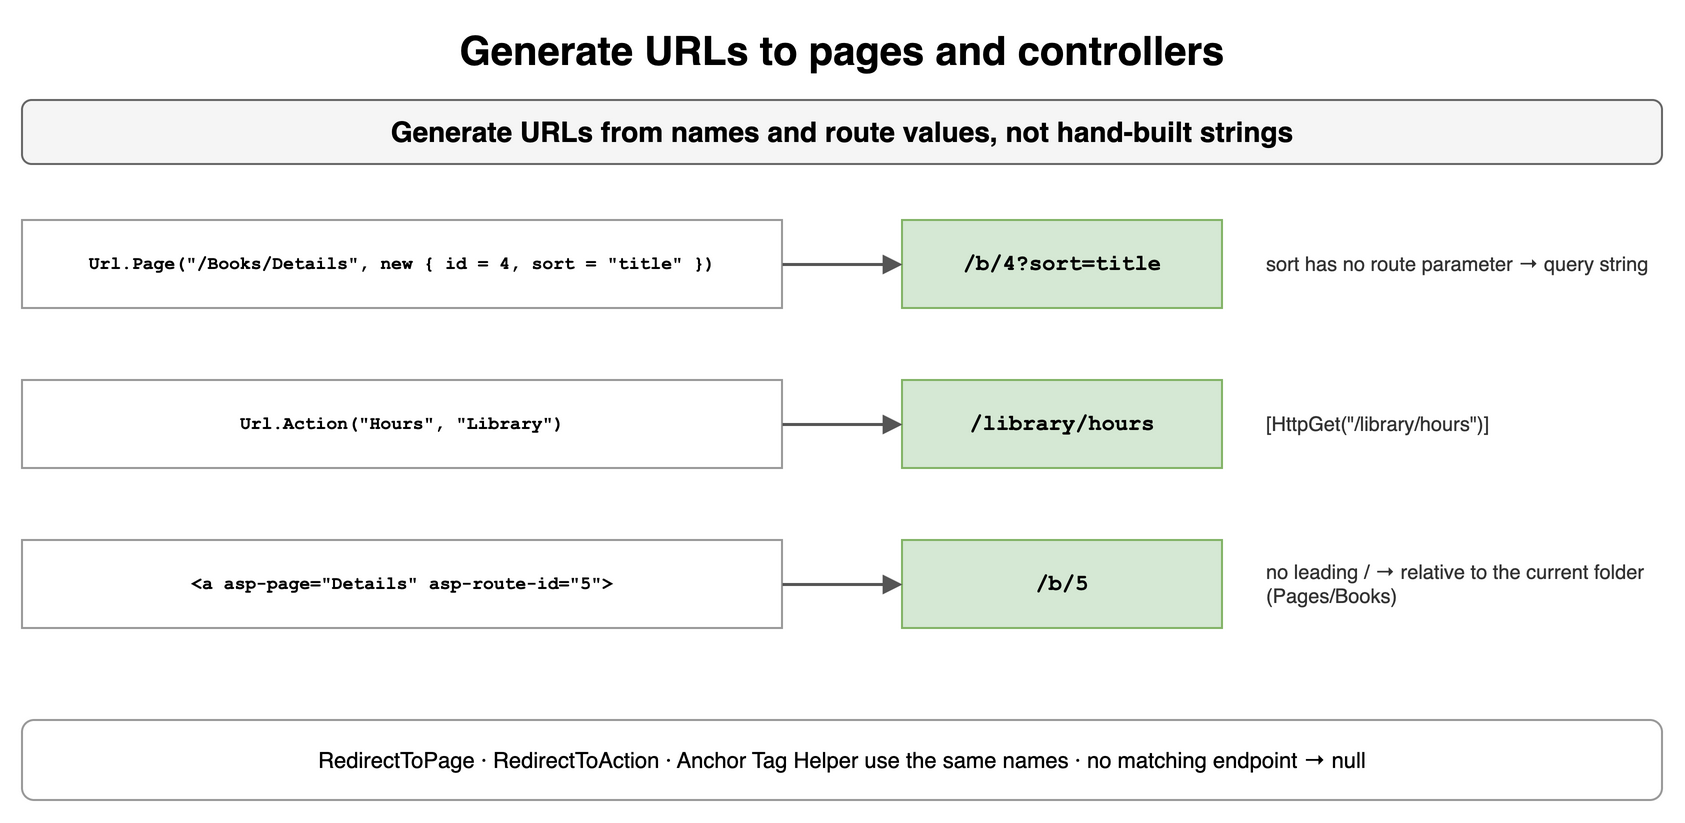 Generate URLs to pages and controllers
Generate URLs from names and route values, not hand-built strings
Url.Page("/Books/Details", new { id = 4, sort = "title" })
/b/4?sort=title
sort has no route parameter → query string
Url.Action("Hours", "Library")
/library/hours
[HttpGet("/library/hours")]
<a asp-page="Details" asp-route-id="5">
/b/5
no leading / → relative to the current folder
(Pages/Books)
RedirectToPage · RedirectToAction · Anchor Tag Helper use the same names · no matching endpoint → null